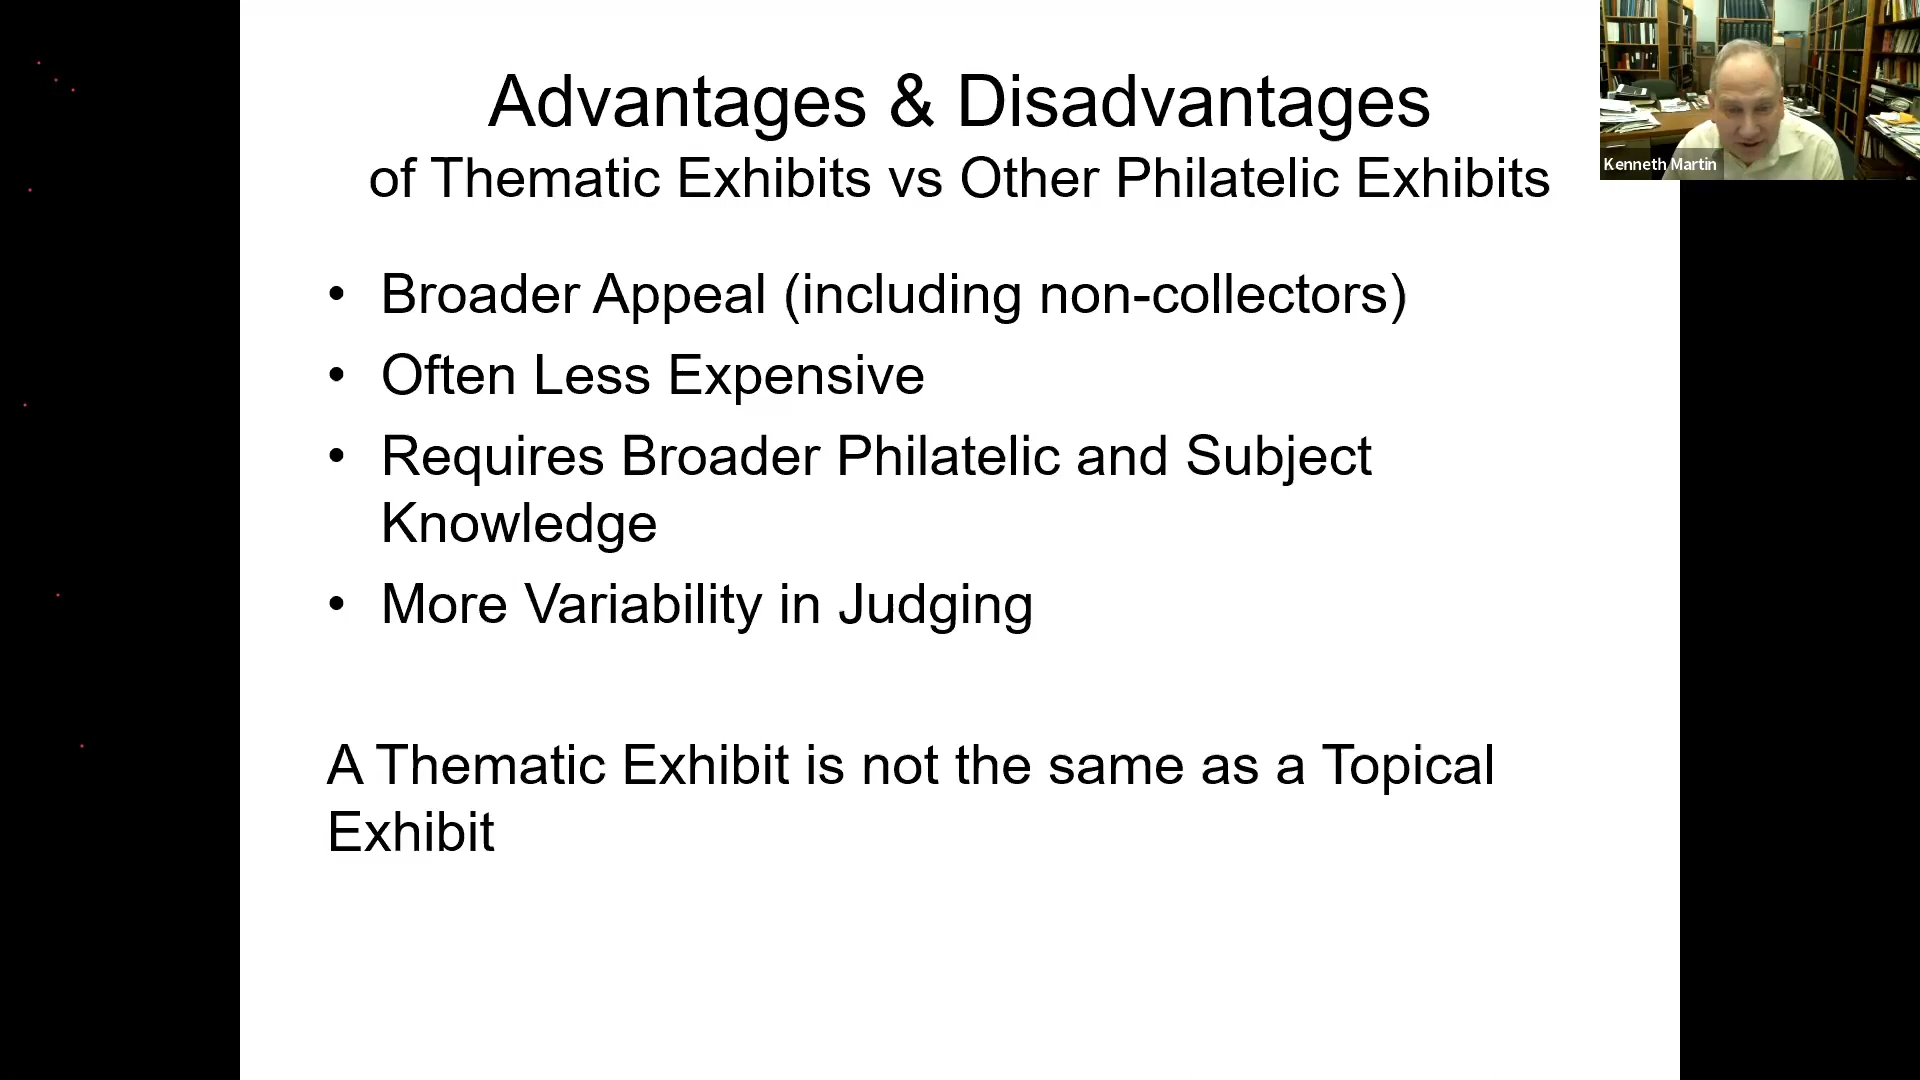 Advantages & Disadvantages
of Thematic Exhibits vs Other Philatelic Exhibits
Kenneth Martin
• Broader Appeal (including non-collectors)
• Often Less Expensive
• Requires Broader Philatelic and Subject
Knowledge
• More Variability in Judging
A Thematic Exhibit is not the same as a Topical
Exhibit